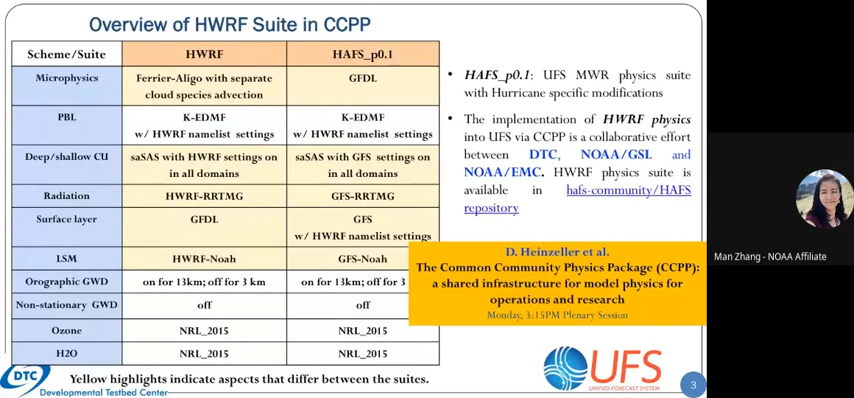 Overview of HWRF Suite in CCPP
Scheme/Suite HWRF HAFS_p0.1
Microphysics Ferrier-Aligo with separate cloud species advection GFDL
PBL K-EDMF w/ HWRF namelist settings K-EDMF w/ HWRF namelist settings
Deep/shallow CU saSAS with HWRF settings on in all domains saSAS with GFS settings on in all domains
Radiation HWRF-RRTMG GFS-RRTMG
Surface layer GFDL GFS w/ HWRF namelist settings
LSM HWRF-Noah GFS-Noah
Orographic GWD on for 13km; off for 3 km on for 13km; off for 3
Non-stationary GWD off off
Ozone NRL_2015 NRL_2015
H2O NRL_2015 NRL_2015
Yellow highlights indicate aspects that differ between the suites.
• HAFS_p0.1: UFS MWR physics suite
with Hurricane specific modifications
• The implementation of HWRF physics
into UFS via CCPP is a collaborative effort
between DTC, NOAA/GSL and
NOAA/EMC. HWRF physics suite is
available in hafs-community/HAFS
repository
D. Heinzeller et al.
The Common Community Physics Package (CCPP):
a shared infrastructure for model physics for
operations and research
Monday, 3:15PM Plenary Session
DTC
Developmental Testbed Center
UFS
UNIFIED FORECAST SYSTEM
3
Man Zhang - NOAA Affiliate